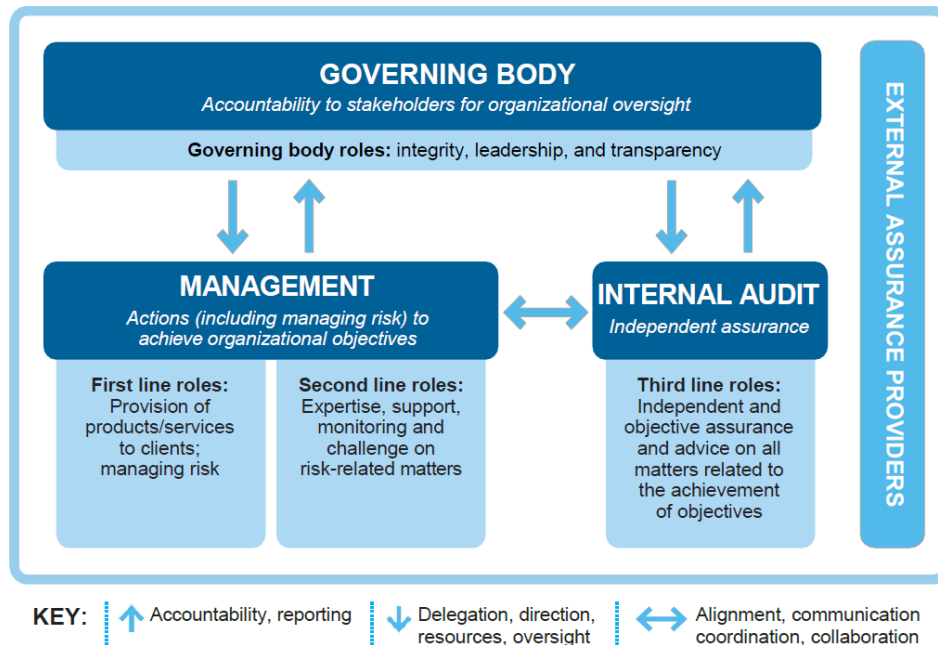 GOVERNING BODY
Accountability to stakeholders for organizational oversight
Governing body roles: integrity, leadership, and transparency
MANAGEMENT
Actions (including managing risk) to
achieve organizational objectives
First line roles:
Provision of
products/services
to clients;
managing risk
Second line roles:
Expertise, support,
monitoring and
challenge on
risk-related matters
INTERNAL AUDIT
Independent assurance
Third line roles:
Independent and
objective assurance
and advice on all
matters related to
the achievement
of objectives
EXTERNAL ASSURANCE PROVIDERS
KEY:
Accountability, reporting
Delegation, direction,
resources, oversight
Alignment, communication
coordination, collaboration